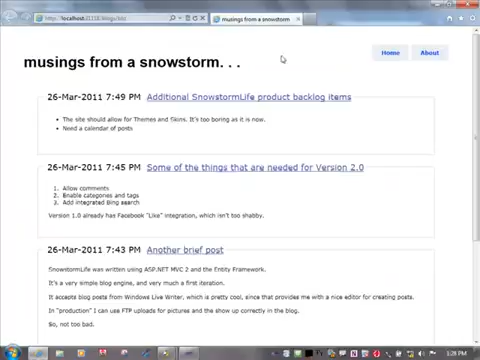 musings from a snowstorm
Home
About
musings from a snowstorm. . .
26-Mar-2011 7:49 PM Additional SnowstormLife product backlog items
• The site should allow for Themes and Skins. It's too boring as it is now.
• Need a calendar of posts
26-Mar-2011 7:45 PM Some of the things that are needed for Version 2.0
1. Allow comments
2. Enable categories and tags
3. Add integrated Bing search
Version 1.0 already has Facebook "Like" integration, which isn't too shabby.
26-Mar-2011 7:43 PM Another brief post
SnowstormLife was written using ASP.NET MVC 2 and the Entity Framework.
It's a very simple blog engine, and very much a first iteration.
It accepts blog posts from Windows Live Writer, which is pretty cool, since that provides me with a nice editor for creating posts.
In "production" I can use FTP uploads for pictures and the show up correctly in the blog.
So, not too bad.
1:28 PM